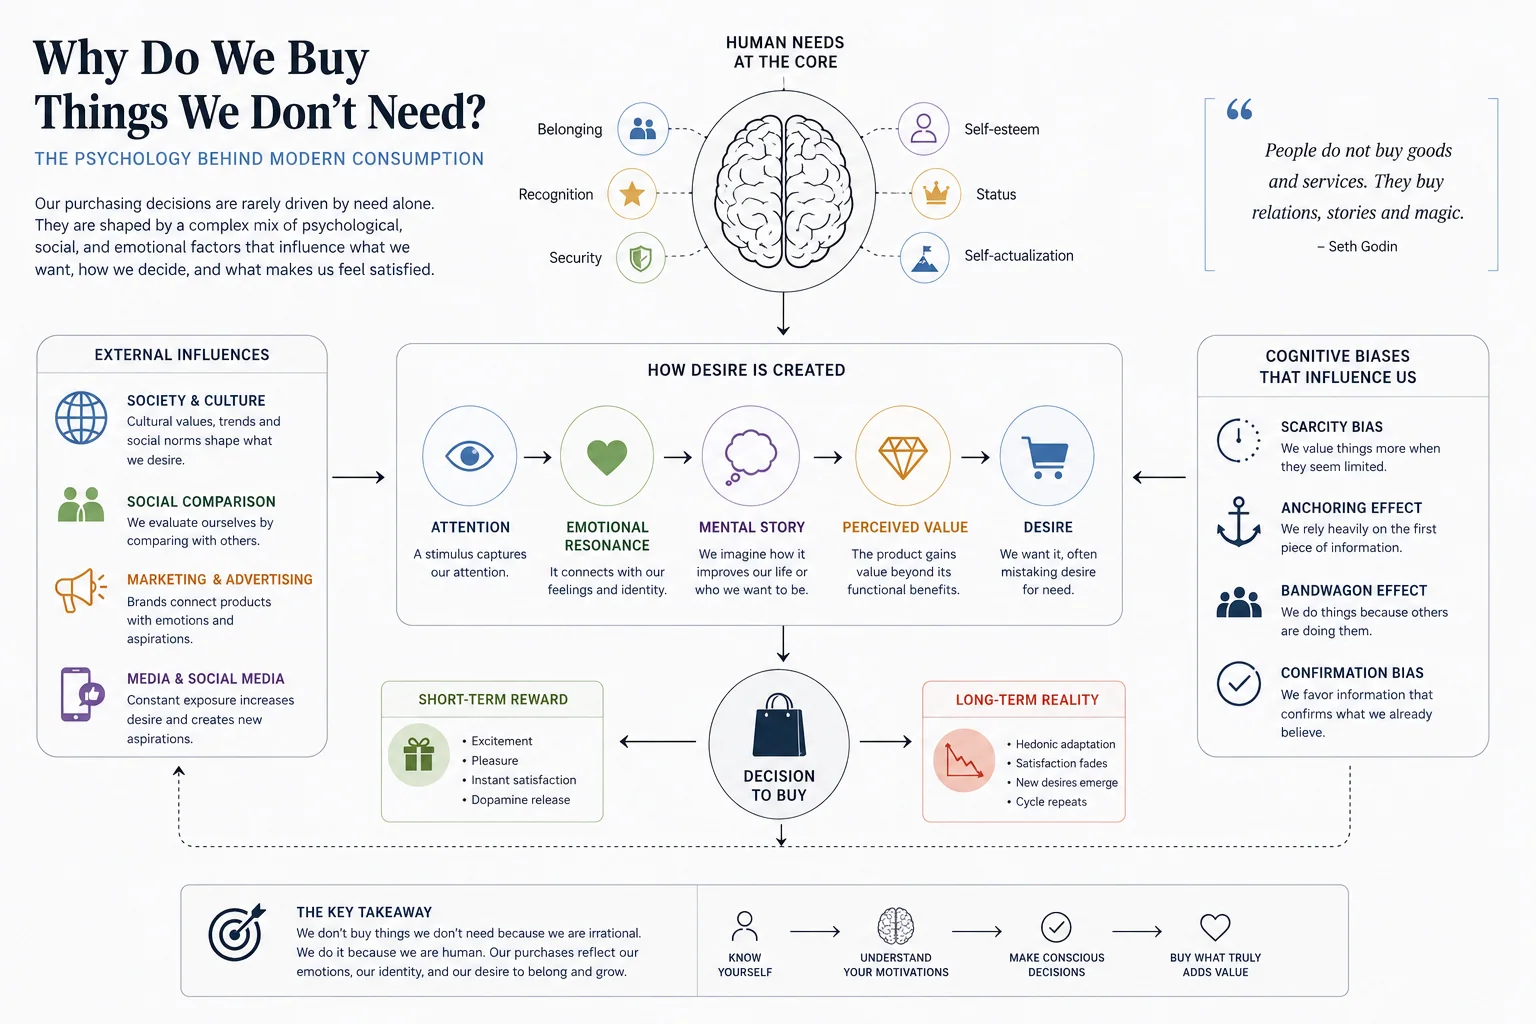 Why Do We Buy
Things We Don't Need?
THE PSYCHOLOGY BEHIND MODERN CONSUMPTION
Our purchasing decisions are rarely driven by need alone.
They are shaped by a complex mix of psychological,
social, and emotional factors that influence what we
want, how we decide, and what makes us feel satisfied.
HUMAN NEEDS
AT THE CORE
Belonging
Recognition
Security
Self-esteem
Status
Self-actualization
“
People do not buy goods
and services. They buy
relations, stories and magic.
– Seth Godin
EXTERNAL INFLUENCES
SOCIETY & CULTURE
Cultural values, trends and
social norms shape what
we desire.
SOCIAL COMPARISON
We evaluate ourselves by
comparing with others.
MARKETING & ADVERTISING
Brands connect products
with emotions and
aspirations.
MEDIA & SOCIAL MEDIA
Constant exposure increases
desire and creates new
aspirations.
HOW DESIRE IS CREATED
ATTENTION
A stimulus captures
our attention.
EMOTIONAL
RESONANCE
It connects with our
feelings and identity.
MENTAL STORY
We imagine how it
improves our life or
who we want to be.
PERCEIVED VALUE
The product gains
value beyond its
functional benefits.
DESIRE
We want it, often
mistaking desire
for need.
COGNITIVE BIASES
THAT INFLUENCE US
SCARCITY BIAS
We value things more when
they seem limited.
ANCHORING EFFECT
We rely heavily on the first
piece of information.
BANDWAGON EFFECT
We do things because others
are doing them.
CONFIRMATION BIAS
We favor information that
confirms what we already
believe.
SHORT-TERM REWARD
• Excitement
• Pleasure
• Instant satisfaction
• Dopamine release
DECISION
TO BUY
LONG-TERM REALITY
• Hedonic adaptation
• Satisfaction fades
• New desires emerge
• Cycle repeats
THE KEY TAKEAWAY
We don't buy things we don't need because we are irrational.
We do it because we are human. Our purchases reflect our
emotions, our identity, and our desire to belong and grow.
KNOW
YOURSELF
UNDERSTAND
YOUR MOTIVATIONS
MAKE CONSCIOUS
DECISIONS
BUY WHAT TRULY
ADDS VALUE